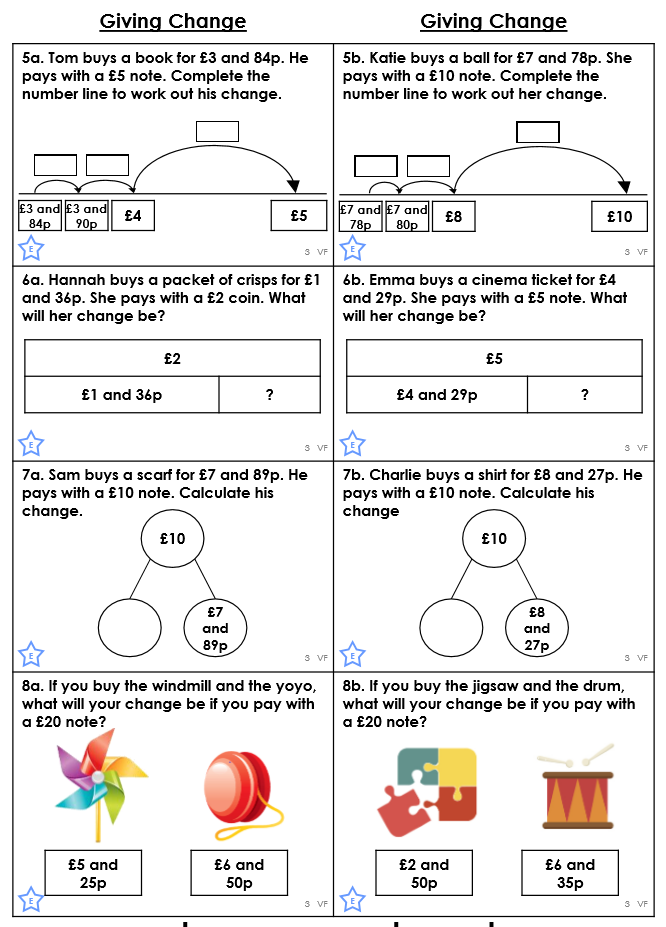 Giving Change
Giving Change
5a. Tom buys a book for £3 and 84p. He
pays with a £5 note. Complete the
number line to work out his change.
£3 and
84p
£3 and
90p
£4
£5
E
3 VF
5b. Katie buys a ball for £7 and 78p. She
pays with a £10 note. Complete the
number line to work out her change.
£7 and
78p
£7 and
80p
£8
£10
E
3 VF
6a. Hannah buys a packet of crisps for £1
and 36p. She pays with a £2 coin. What
will her change be?
£2
£1 and 36p
?
E
3 VF
6b. Emma buys a cinema ticket for £4
and 29p. She pays with a £5 note. What
will her change be?
£5
£4 and 29p
?
E
3 VF
7a. Sam buys a scarf for £7 and 89p. He
pays with a £10 note. Calculate his
change.
£10
£7
and
89p
E
3 VF
7b. Charlie buys a shirt for £8 and 27p. He
pays with a £10 note. Calculate his
change
£10
£8
and
27p
E
3 VF
8a. If you buy the windmill and the yoyo,
what will your change be if you pay with
a £20 note?
£5 and
25p
£6 and
50p
E
3 VF
8b. If you buy the jigsaw and the drum,
what will your change be if you pay with
a £20 note?
£2 and
50p
£6 and
35p
E
3 VF